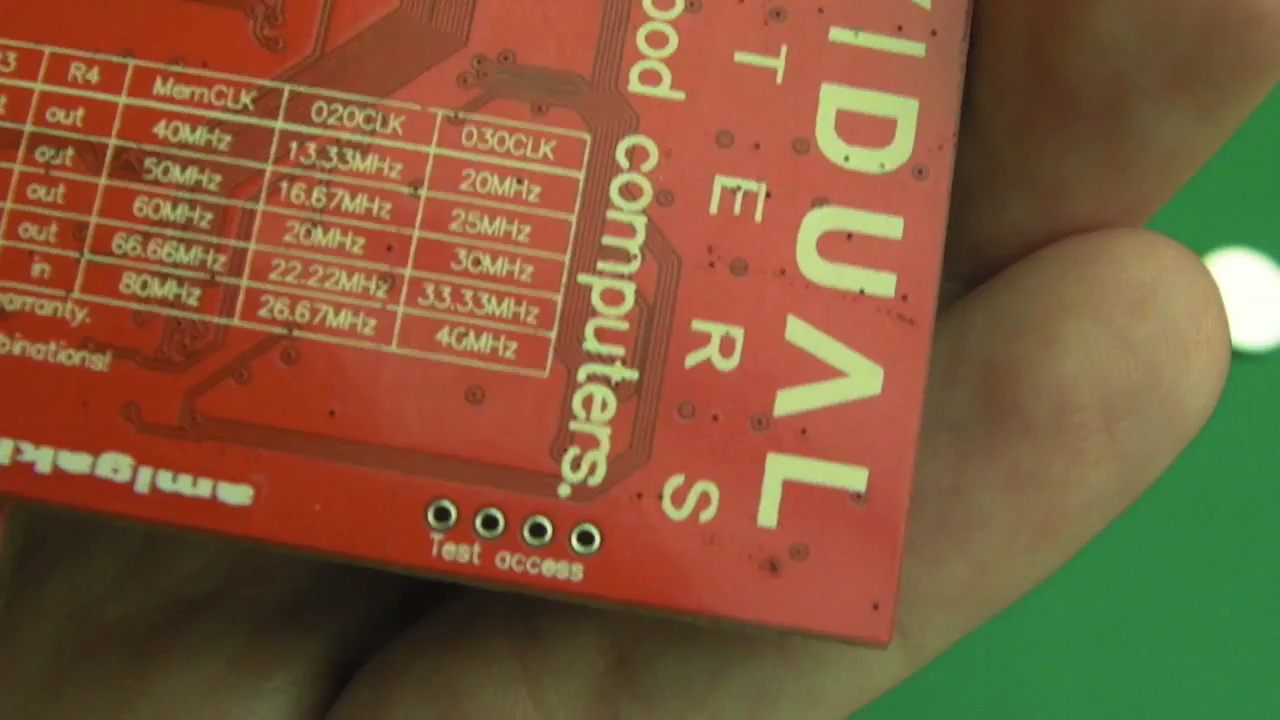 R4 MemCLK 020CLK 030CLK
out 40MHz 13.33MHz 20MHz
out 50MHz 16.67MHz 25MHz
out 60MHz 20MHz 30MHz
out 66.66MHz 22.22MHz 33.33MHz
in 80MHz 26.67MHz 40MHz
arranty.
binations!
Test access
ood computers.
TERS
VIDUAL